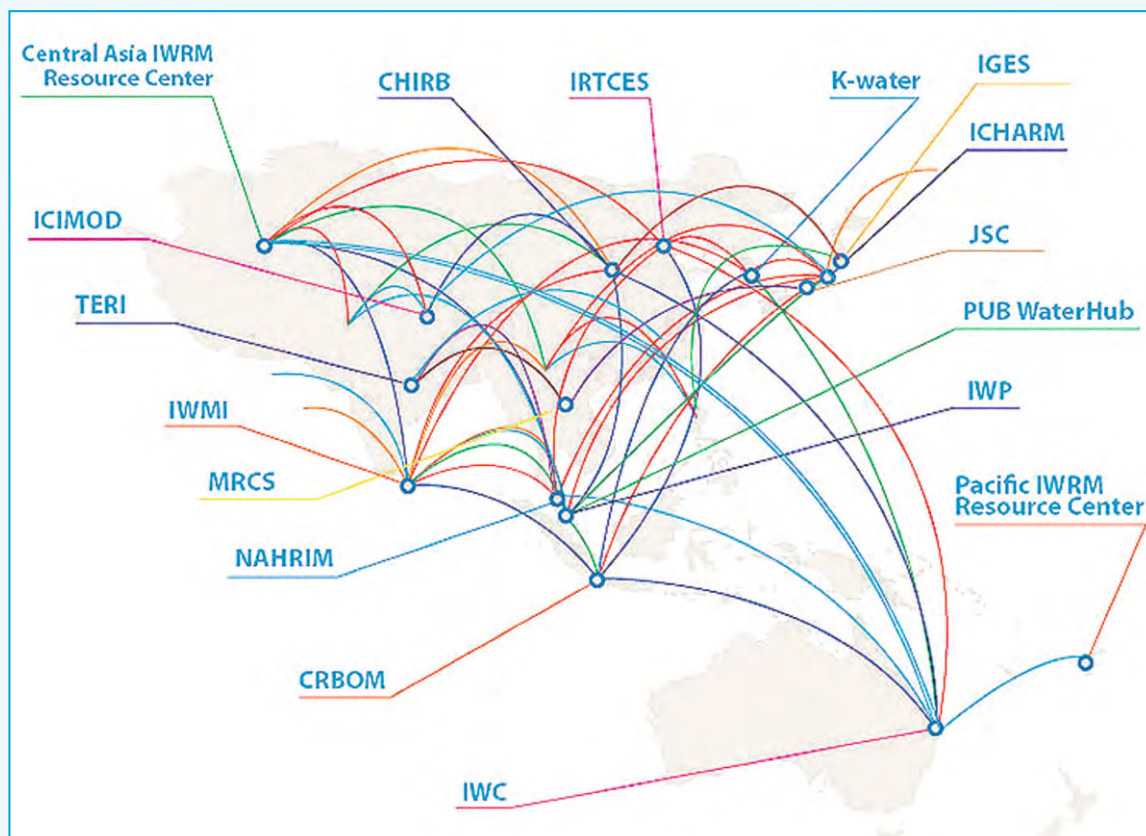 Central Asia IWRM
Resource Center
CHIRB
IRTCES
K-water
IGES
ICHARM
ICIMOD
JSC
TERI
PUB WaterHub
IWMI
IWP
MRCS
Pacific IWRM
Resource Center
NAHRIM
CRBOM
IWC